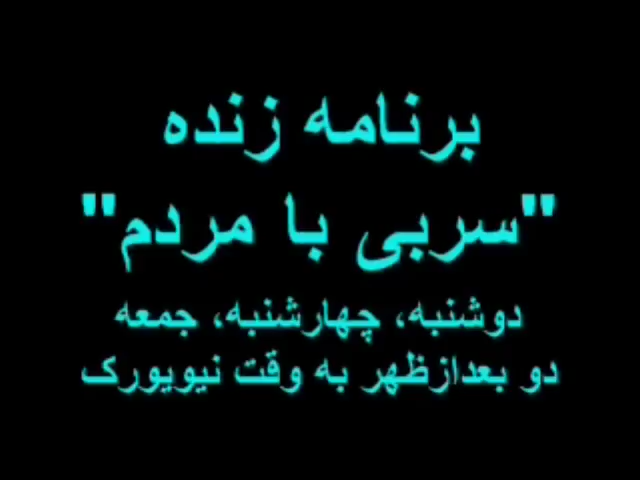 برنامه زنده
"سربی با مردم"
دوشنبه، چهارشنبه، جمعه
دو بعدازظهر به وقت نیویورک